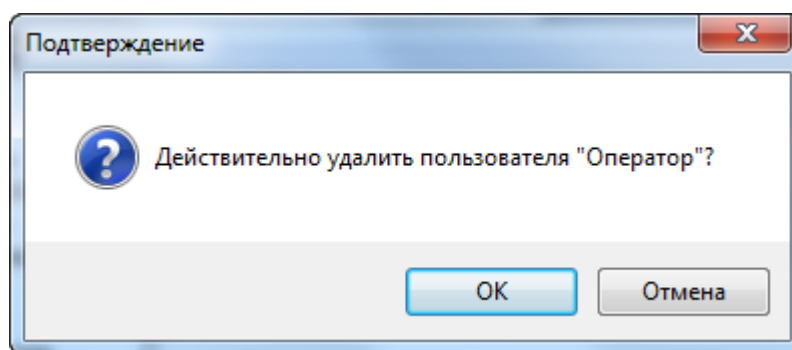 Подтверждение
Действительно удалить пользователя "Оператор"?
OK
Отмена